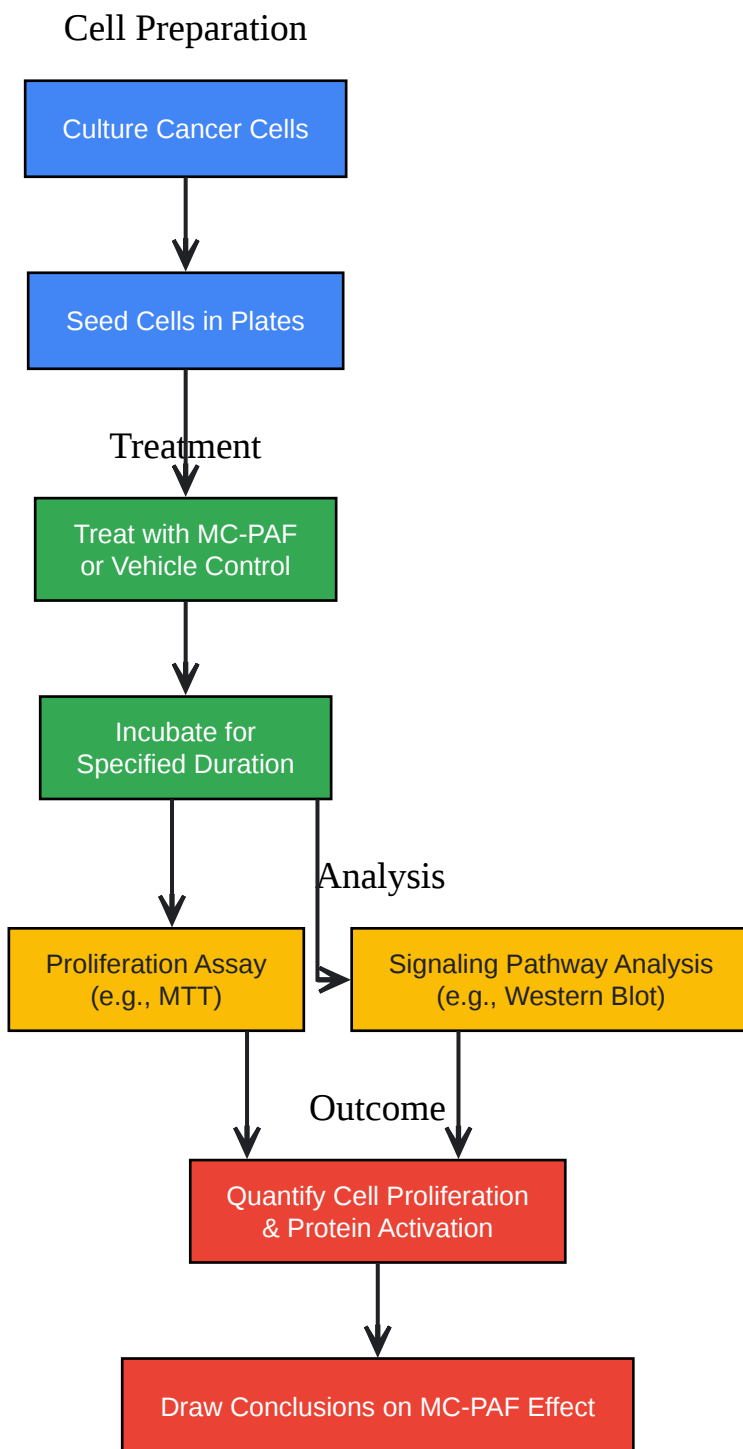 Cell Preparation
Culture Cancer Cells
Seed Cells in Plates
Treatment
Treat with MC-PAF
or Vehicle Control
Incubate for
Specified Duration
Analysis
Proliferation Assay
(e.g., MTT)
Signaling Pathway Analysis
(e.g., Western Blot)
Outcome
Quantify Cell Proliferation
& Protein Activation
Draw Conclusions on MC-PAF Effect